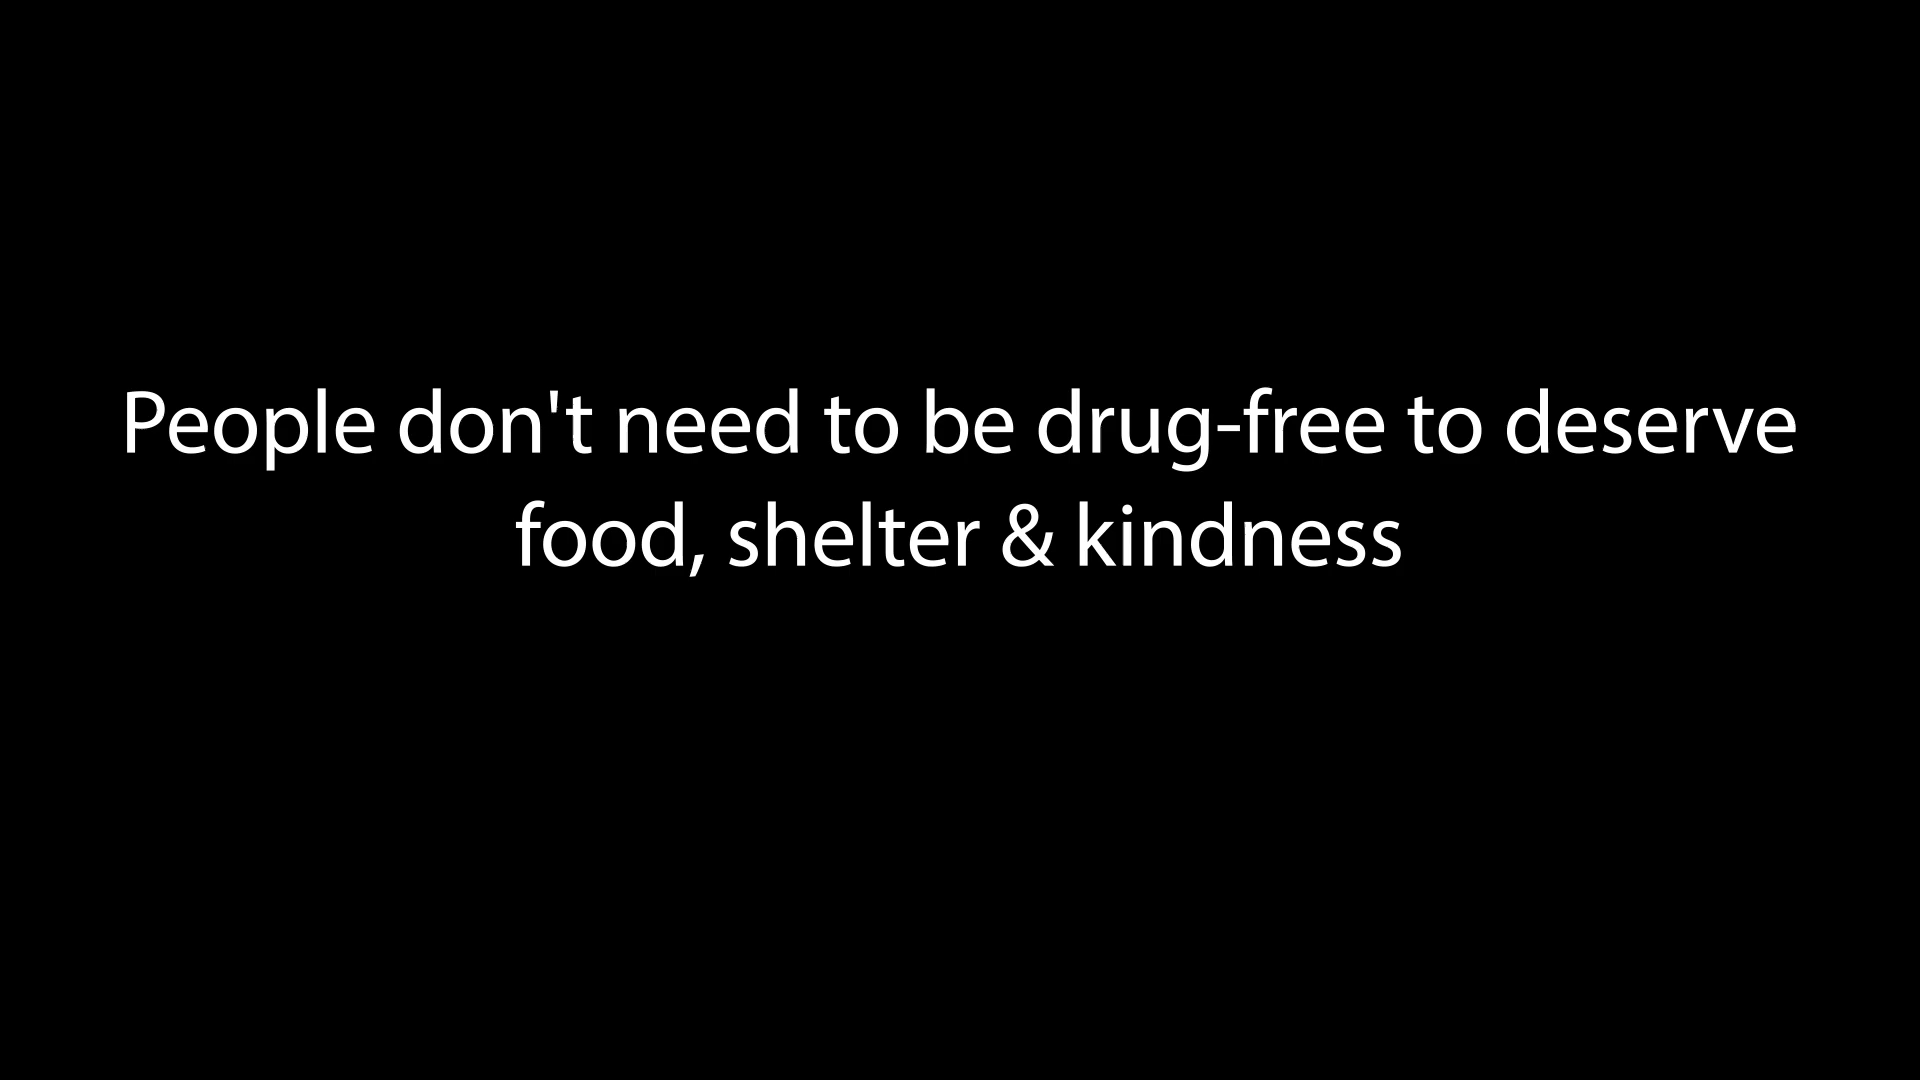 People don't need to be drug-free to deserve
food, shelter & kindness